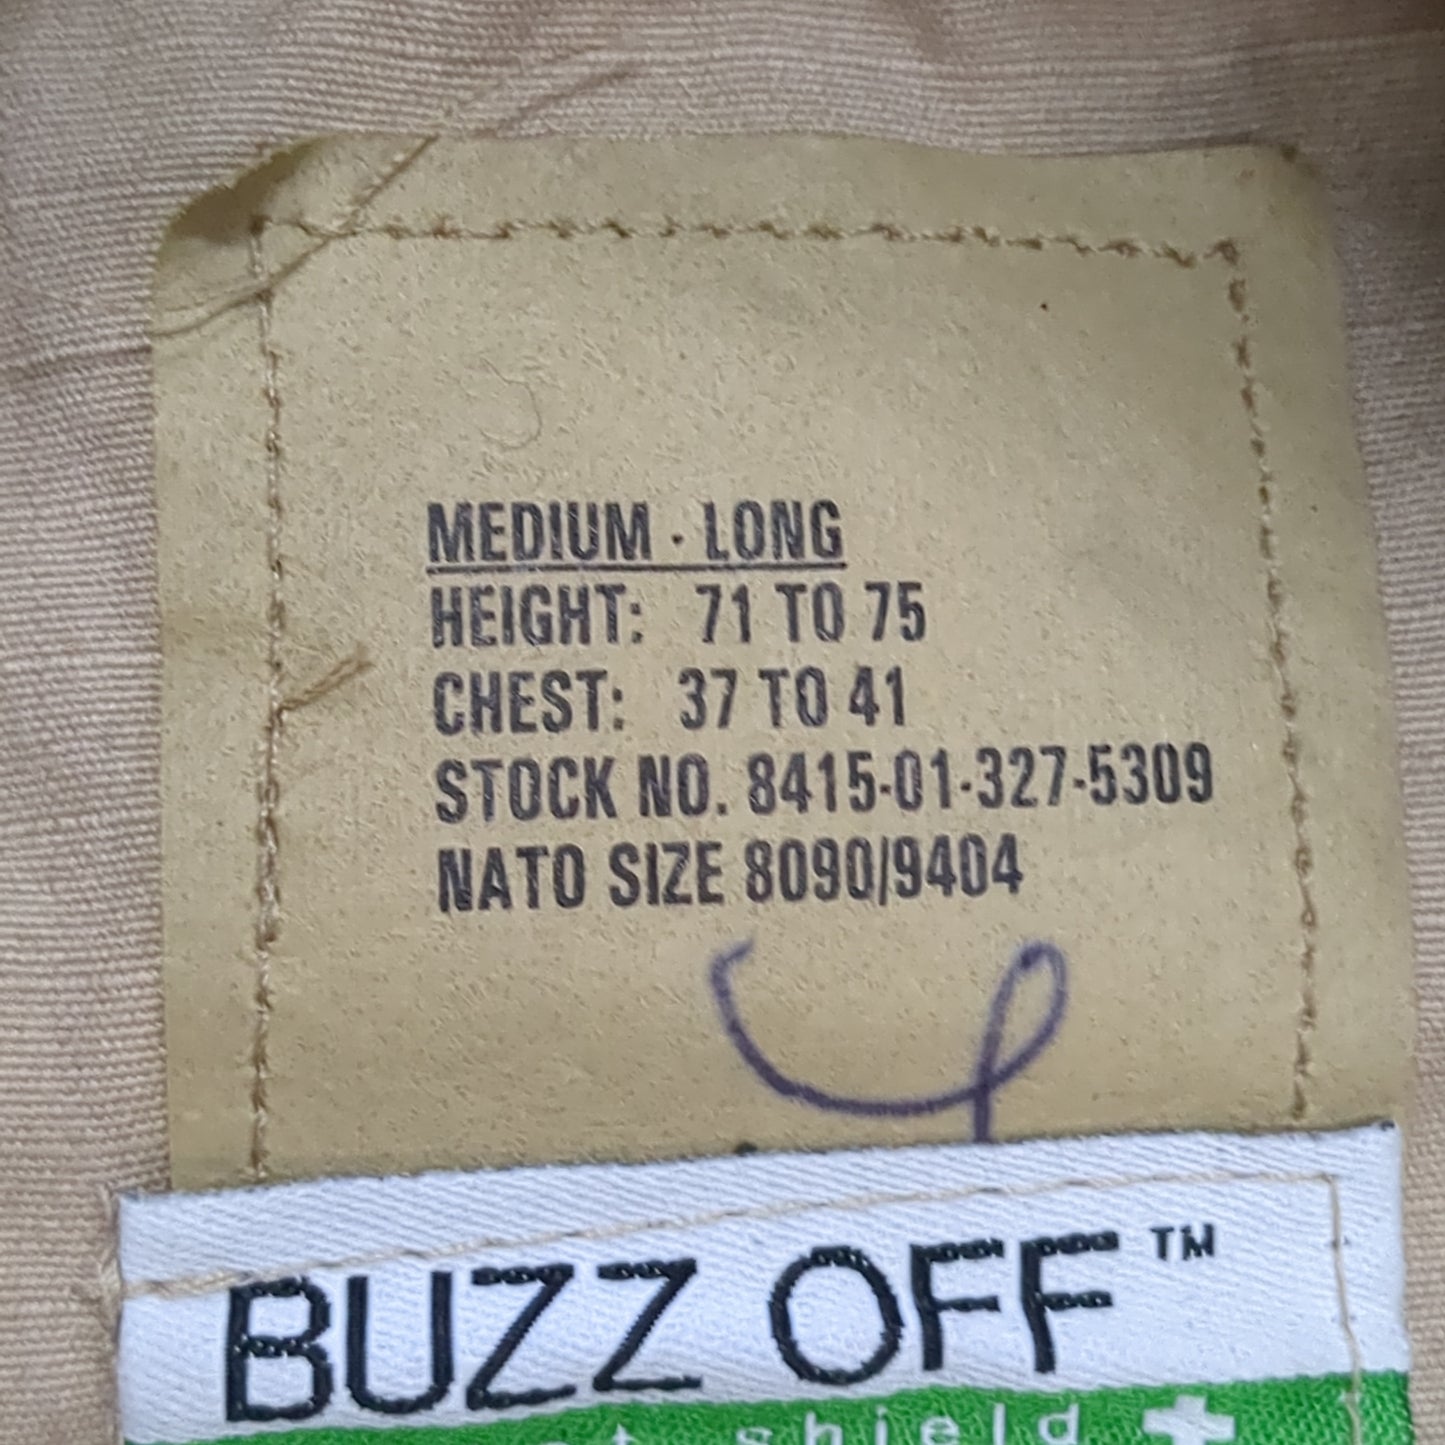 MEDIUM - LONG
HEIGHT: 71 TO 75
CHEST: 37 TO 41
STOCK NO. 8415-01-327-5309
NATO SIZE 8090/9404
BUZZ OFF™
shield